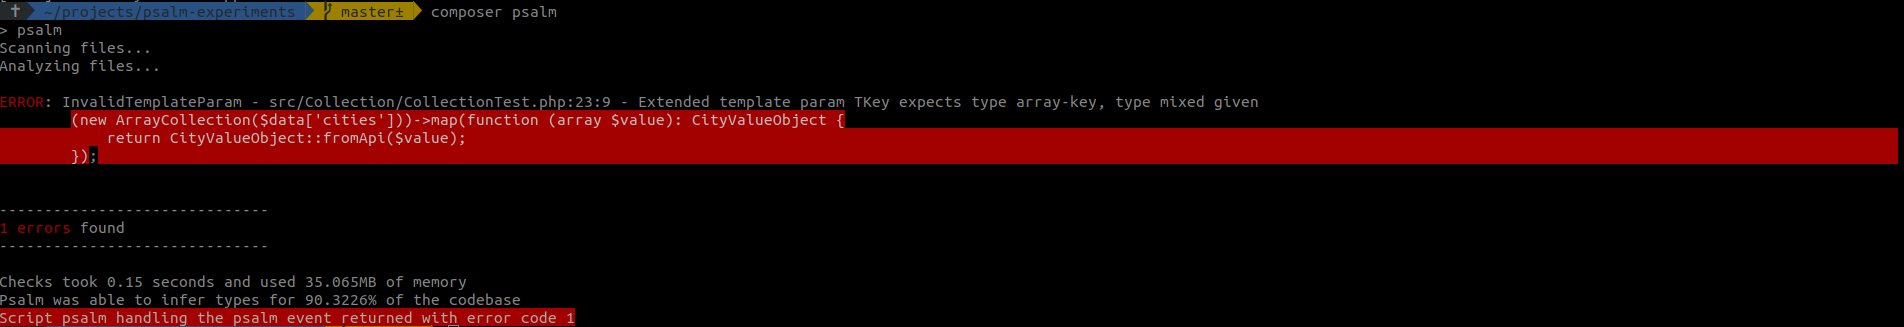 ~/projects/psalm-experiments master± composer psalm
> psalm
Scanning files...
Analyzing files...
ERROR: InvalidTemplateParam - src/Collection/CollectionTest.php:23:9 - Extended template param TKey expects type array-key, type mixed given
(new ArrayCollection($data['cities']))->map(function (array $value): CityValueObject {
return CityValueObject::fromApi($value);
});
------------------------------
1 errors found
------------------------------
Checks took 0.15 seconds and used 35.065MB of memory
Psalm was able to infer types for 90.3226% of the codebase
Script psalm handling the psalm event returned with error code 1